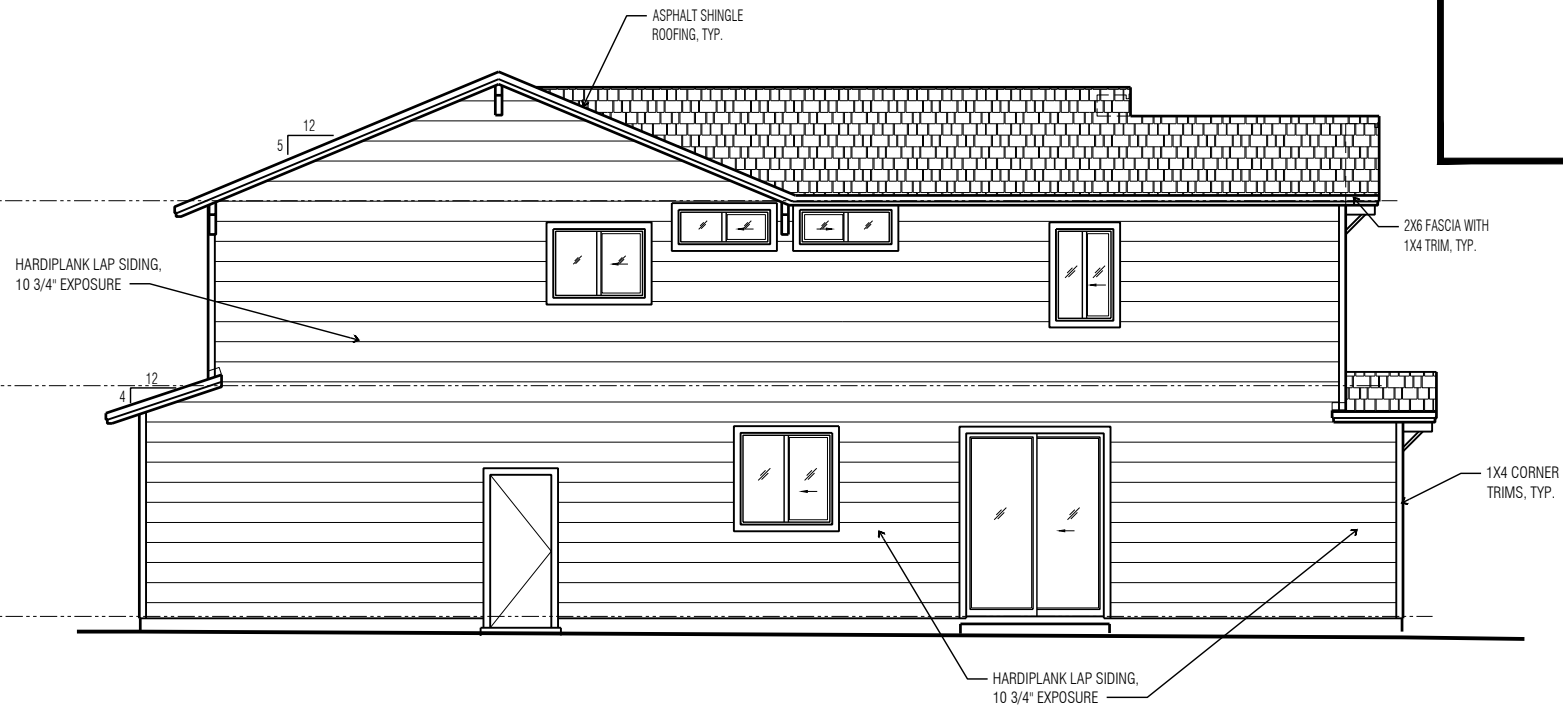 ASPHALT SHINGLE
ROOFING, TYP.
12
5
2X6 FASCIA WITH
1X4 TRIM, TYP.
HARDIPLANK LAP SIDING,
10 3/4" EXPOSURE
12
4
1X4 CORNER
TRIMS, TYP.
HARDIPLANK LAP SIDING,
10 3/4" EXPOSURE